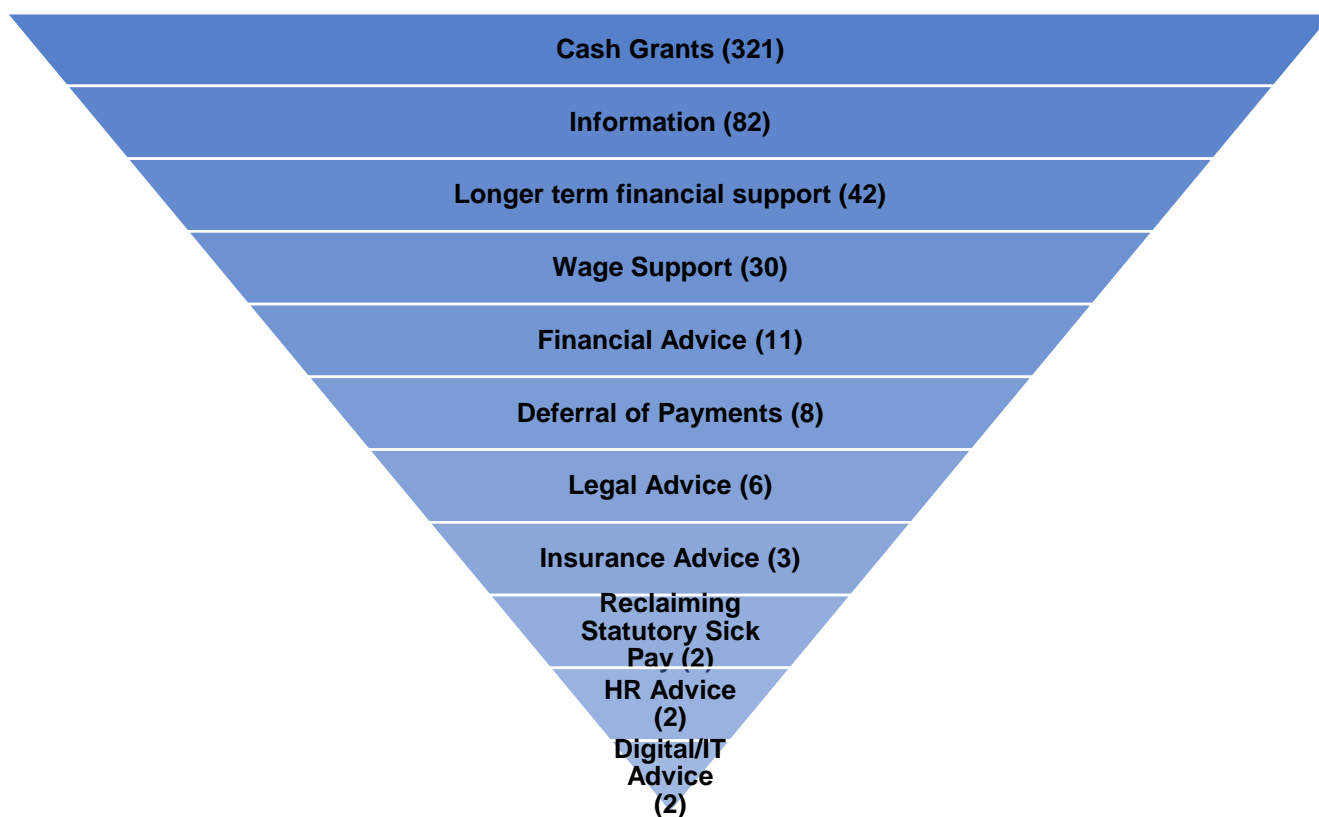 Cash Grants (321)
Information (82)
Longer term financial support (42)
Wage Support (30)
Financial Advice (11)
Deferral of Payments (8)
Legal Advice (6)
Insurance Advice (3)
Reclaiming
Statutory Sick
Pay (2)
HR Advice
(2)
Digital/IT
Advice
(2)